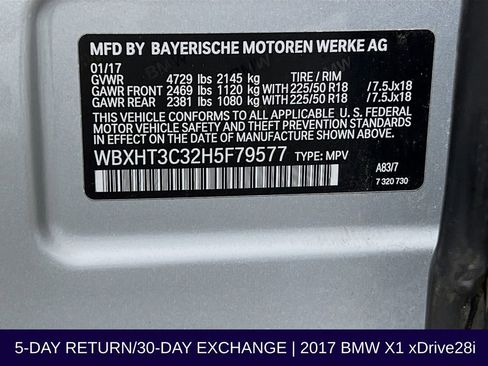 MFD BY BAYERISCHE MOTOREN WERKE AG
01/17
GVWR 4729 lbs 2145 kg TIRE / RIM
GAWR FRONT 2469 lbs 1120 kg WITH 225/50 R18 /7.5Jx18
GAWR REAR 2381 lbs 1080 kg WITH 225/50 R18 /7.5Jx18
THIS VEHICLE CONFORMS TO ALL APPLICABLE U. S. FEDERAL
MOTOR VEHICLE SAFETY, BUMPER, AND THEFT PREVENTION
STANDARDS IN EFFECT ON THE DATE OF MANUFACTURE
SHOWN ABOVE.
WBXHT3C32H5F79577 TYPE: MPV
A83/7
7 320 730
5-DAY RETURN/30-DAY EXCHANGE | 2017 BMW X1 xDrive28i